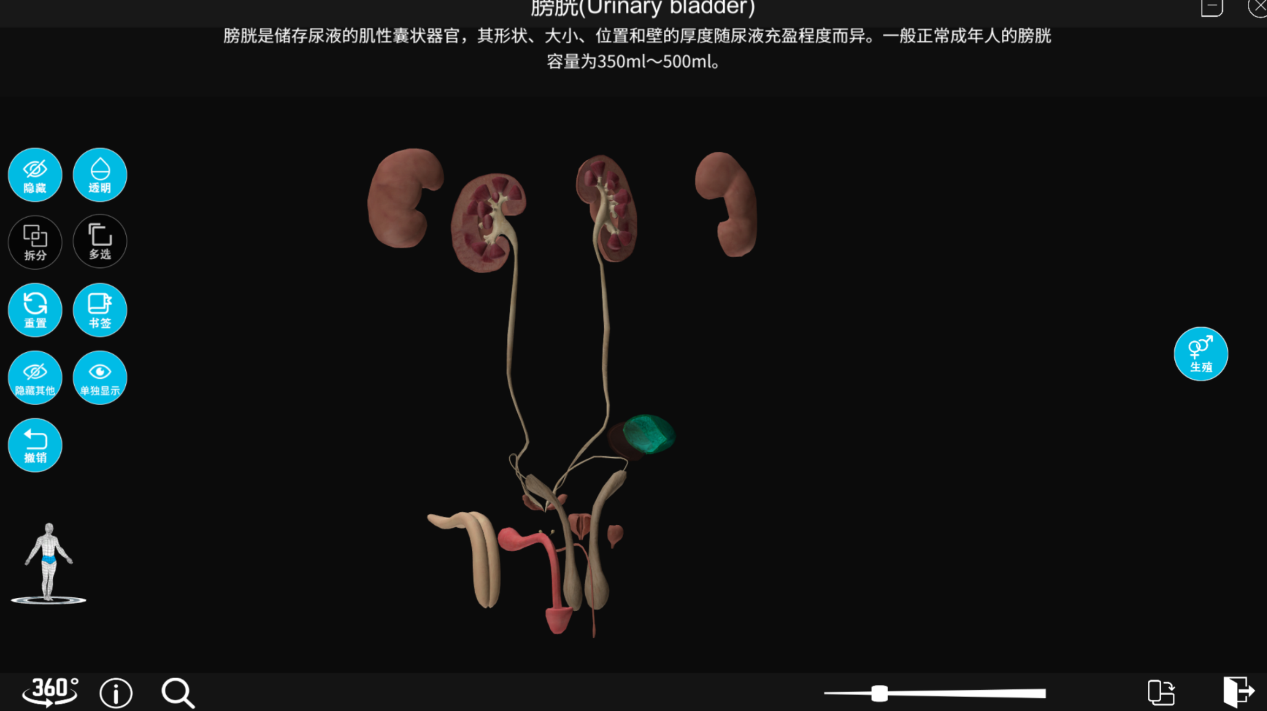 膀胱(Urinary bladder)
膀胱是储存尿液的肌性囊状器官，其形状、大小、位置和壁的厚度随尿液充盈程度而异。一般正常成年人的膀胱
容量为350ml～500ml。
隐藏
透明
拆分
多选
重置
书签
隐藏其他
单独显示
撤销
生殖
360°